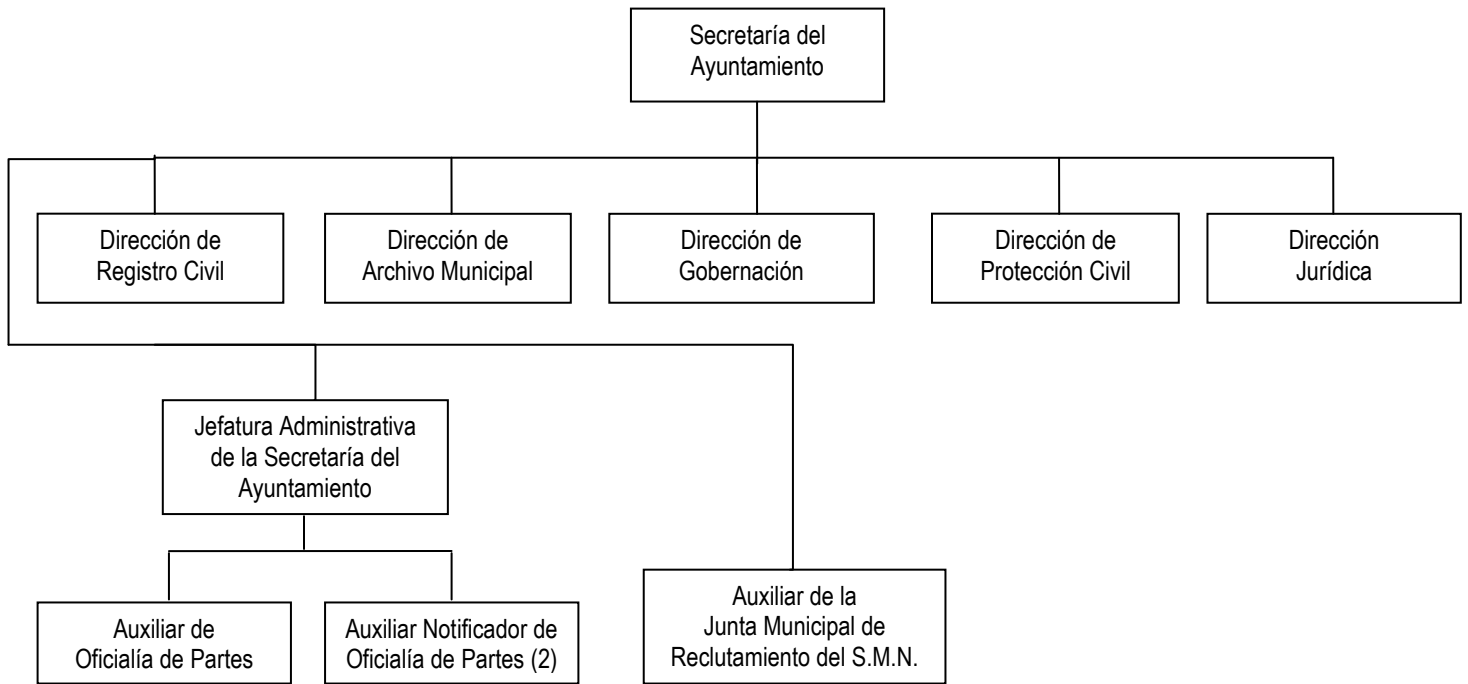 Secretaría del
Ayuntamiento
Dirección de
Registro Civil
Dirección de
Archivo Municipal
Dirección de
Gobernación
Dirección de
Protección Civil
Dirección
Jurídica
Jefatura Administrativa
de la Secretaría del
Ayuntamiento
Auxiliar de
Oficialía de Partes
Auxiliar Notificador de
Oficialía de Partes (2)
Auxiliar de la
Junta Municipal de
Reclutamiento del S.M.N.